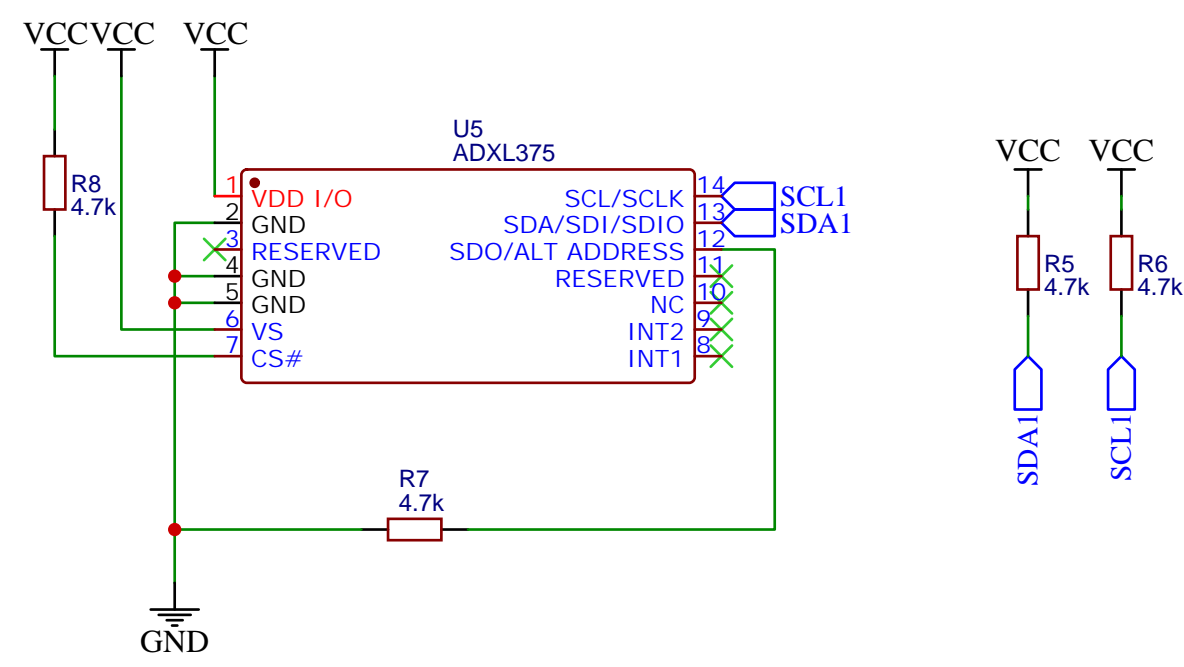 VCC VCC VCC
U5
ADXL375
R8
4.7k
1 VDD I/O
2 GND
3 RESERVED
4 GND
5 GND
6 VS
7 CS#
SCL/SCLK 14 SCL1
SDA/SDI/SDIO 13 SDA1
SDO/ALT ADDRESS 12
RESERVED 11
NC 10
INT2 9
INT1 8
R7
4.7k
GND
VCC VCC
R5
4.7k
R6
4.7k
SDA1
SCL1